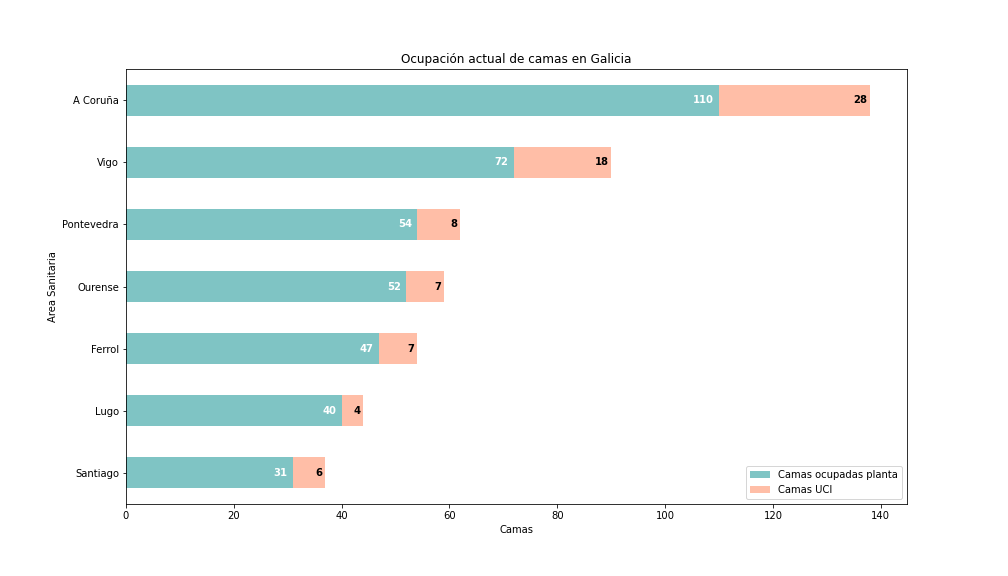 Ocupación actual de camas en Galicia
A Coruña 110 28
Vigo 72 18
Pontevedra 54 8
Ourense 52 7
Ferrol 47 7
Lugo 40 4
Santiago 31 6
Area Sanitaria
Camas ocupadas planta
Camas UCI
0 20 40 60 80 100 120 140
Camas